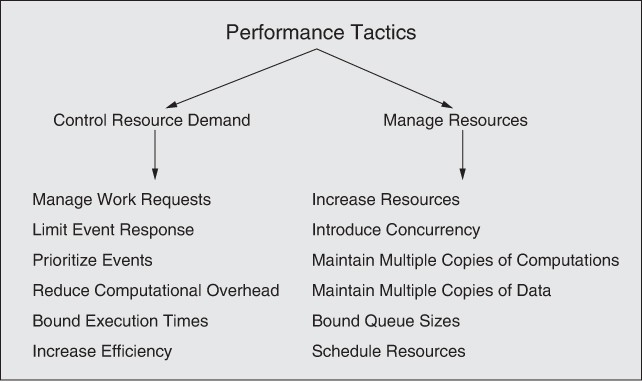 Performance Tactics
Control Resource Demand
Manage Resources
Manage Work Requests
Limit Event Response
Prioritize Events
Reduce Computational Overhead
Bound Execution Times
Increase Efficiency
Increase Resources
Introduce Concurrency
Maintain Multiple Copies of Computations
Maintain Multiple Copies of Data
Bound Queue Sizes
Schedule Resources